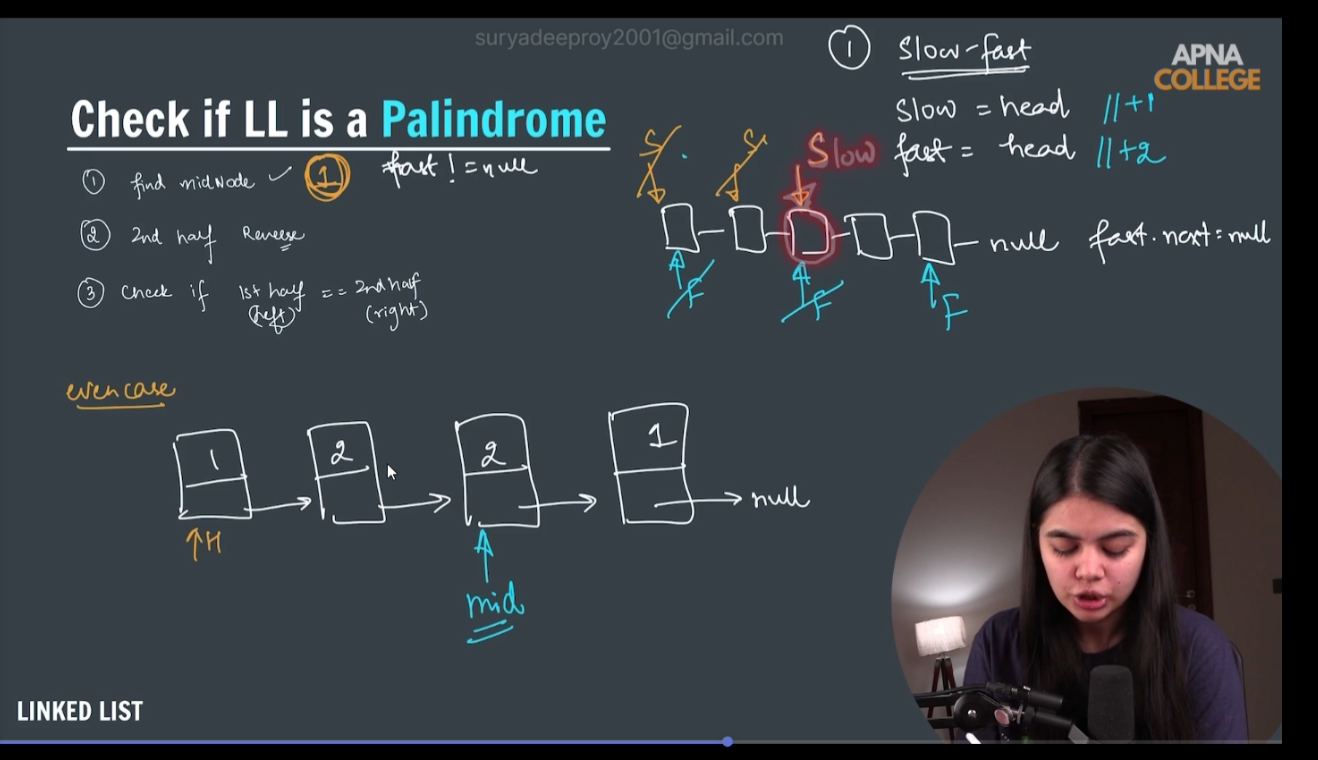 suryadeeproy2001@gmail.com
APNA
COLLEGE
Check if LL is a Palindrome
① find midNode ✓ ① fast != null
② 2nd half Reverse
③ Check if 1st half == 2nd half
(left) (right)
① Slow-fast
Slow = head //+1
fast = head //+2
S S Slow
null fast.next=null
F F F
even case
1 2 2 1
null
↑H
mid
LINKED LIST